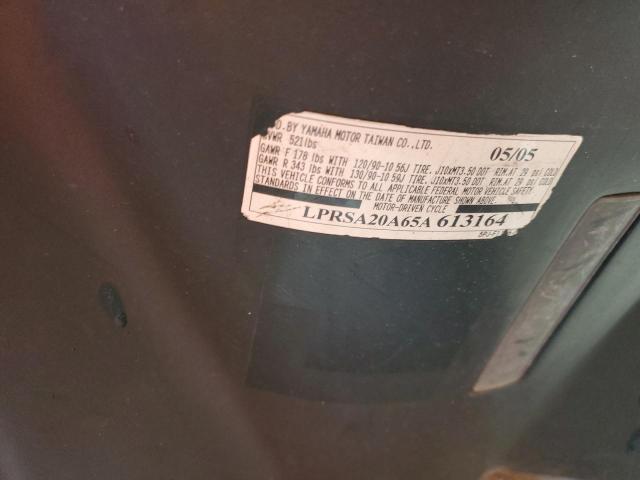 D. BY YAMAHA MOTOR TAIWAN CO.,LTD.
GVWR 521lbs 05/05
GAWR F 178 lbs WITH 120/90-10 56J TIRE, J10xMT3.50 DOT RIM.AT 29 psi COLD
GAWR R 343 lbs WITH 130/90-10 59J TIRE, J10xMT3.50 DOT RIM.AT 29 psi COLD
THIS VEHICLE CONFORMS TO ALL APPLICABLE FEDERAL MOTOR VEHICLE SAFETY
STANDARDS IN EFFECT ON THE DATE OF MANUFACTURE SHOWN ABOVE.
MOTOR-DRIVEN CYCLE
LPRSA20A65A 613164